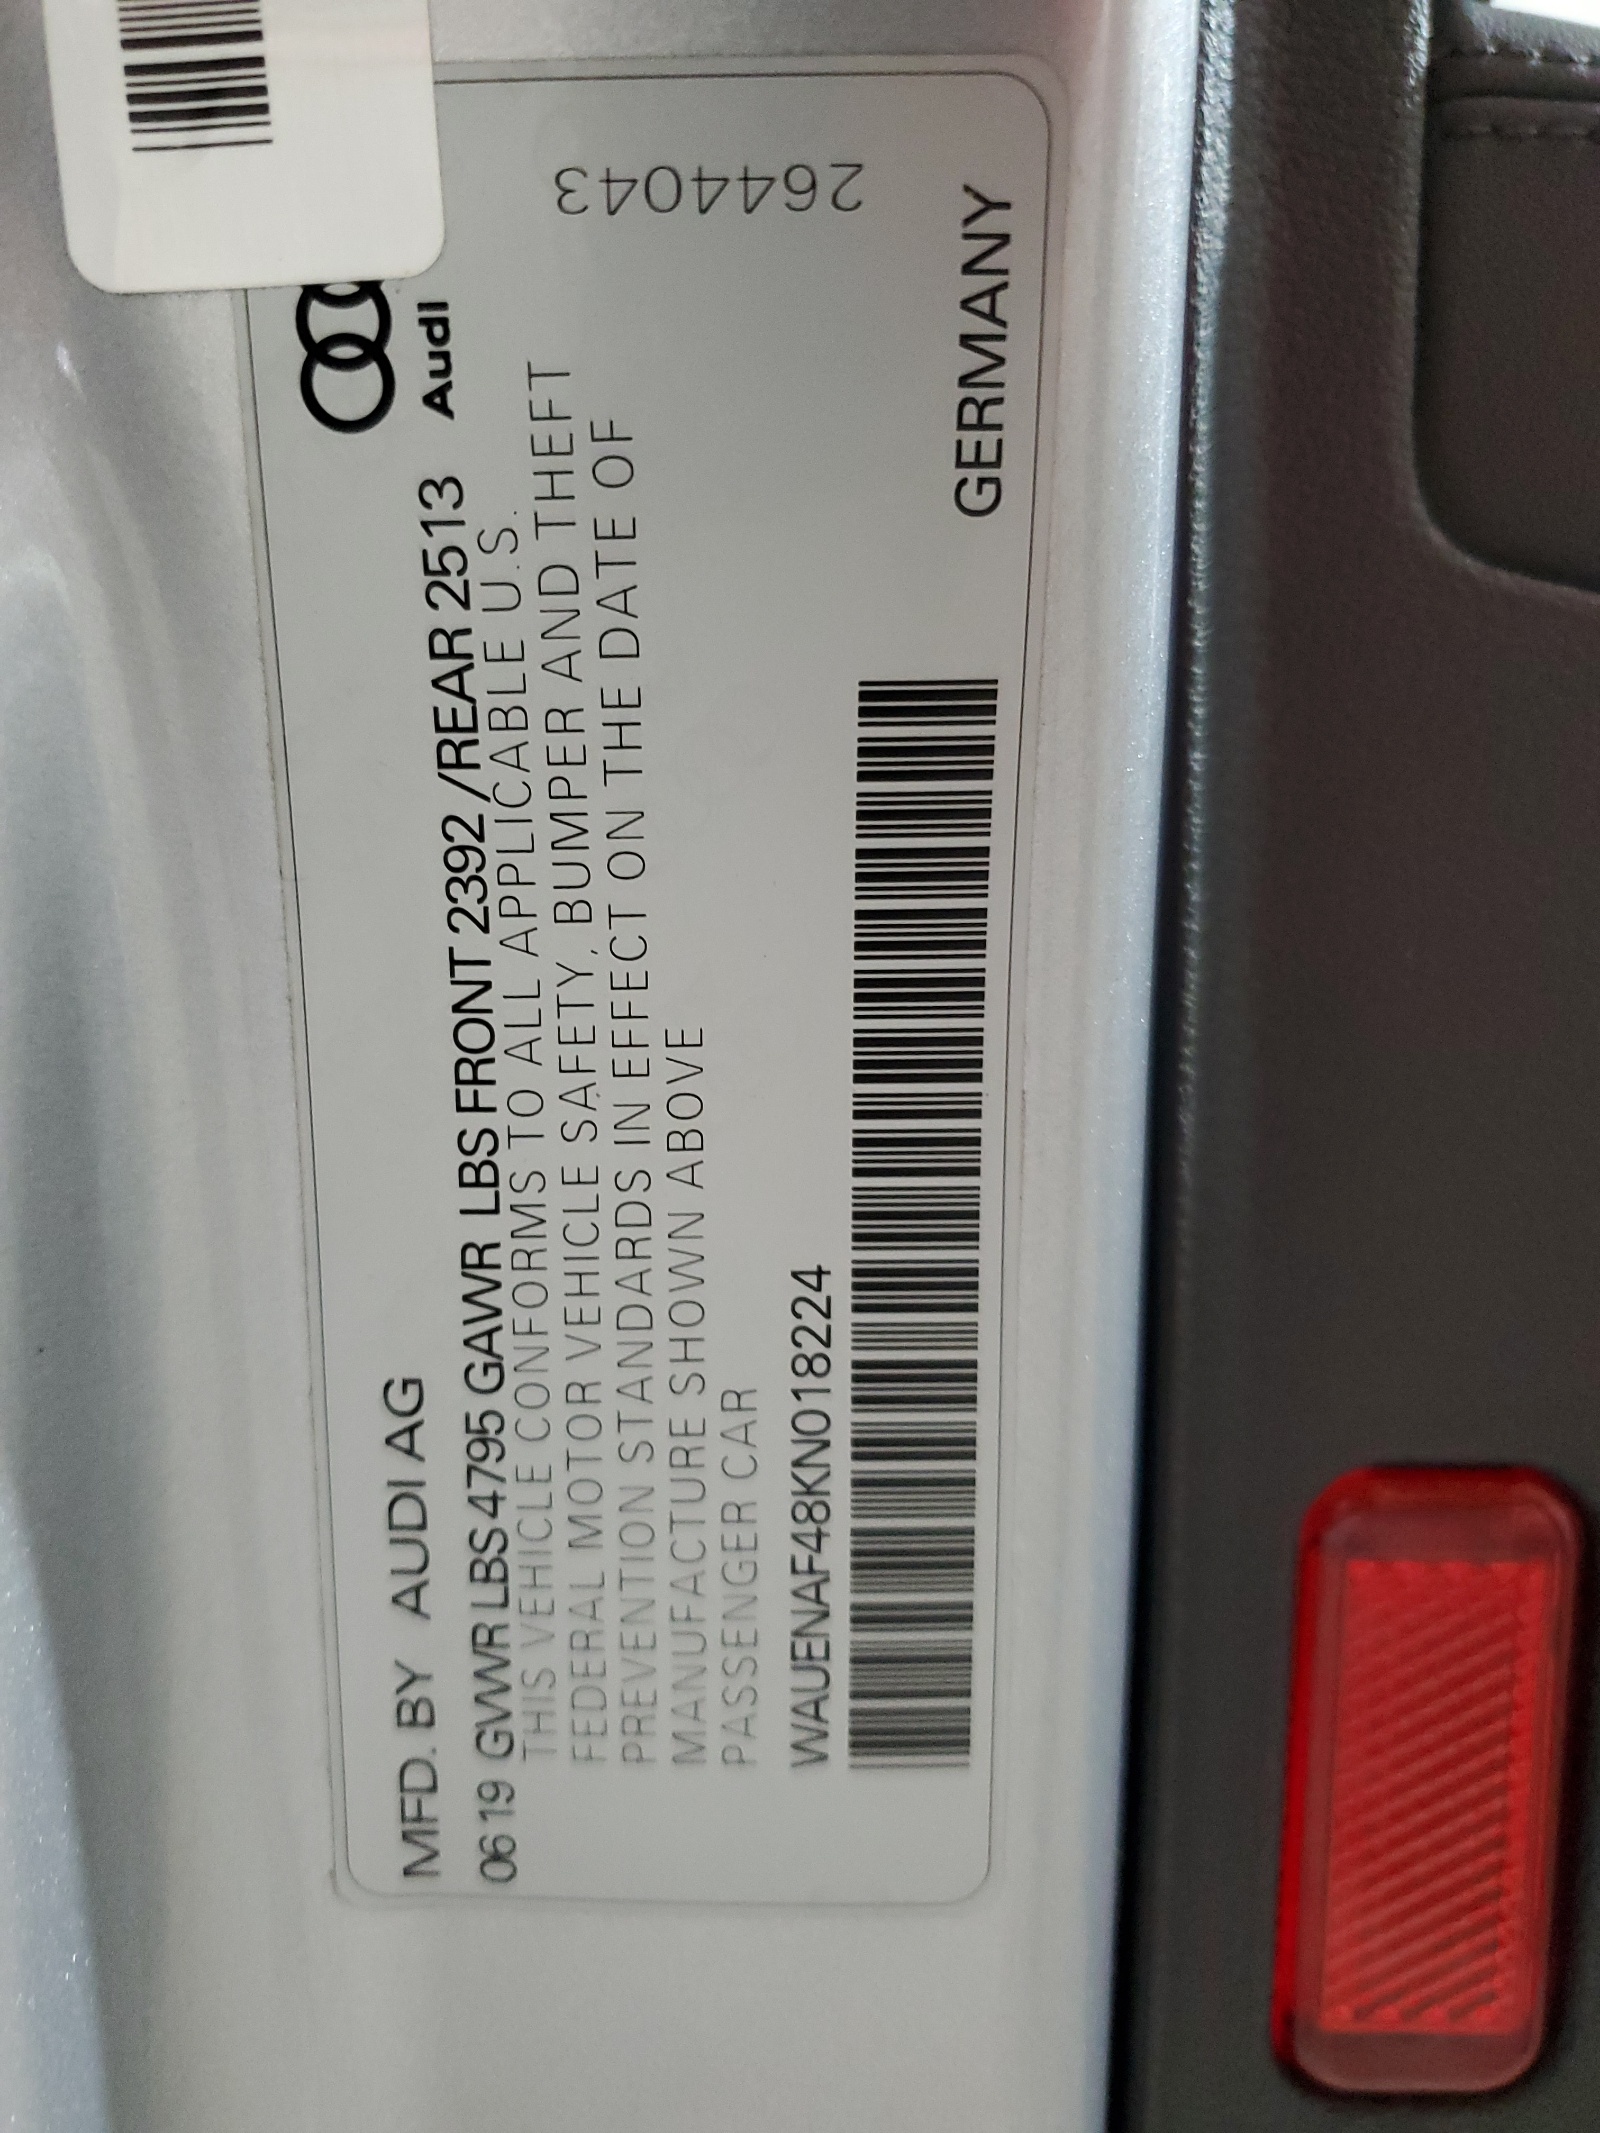 MFD. BY AUDI AG
Audi
0619 GVWR LBS 4795 GAWR LBS FRONT 2392 /REAR 2513
THIS VEHICLE CONFORMS TO ALL APPLICABLE U.S.
FEDERAL MOTOR VEHICLE SAFETY, BUMPER AND THEFT
PREVENTION STANDARDS IN EFFECT ON THE DATE OF
MANUFACTURE SHOWN ABOVE
PASSENGER CAR
2644043
WAUENAF48KN018224
GERMANY